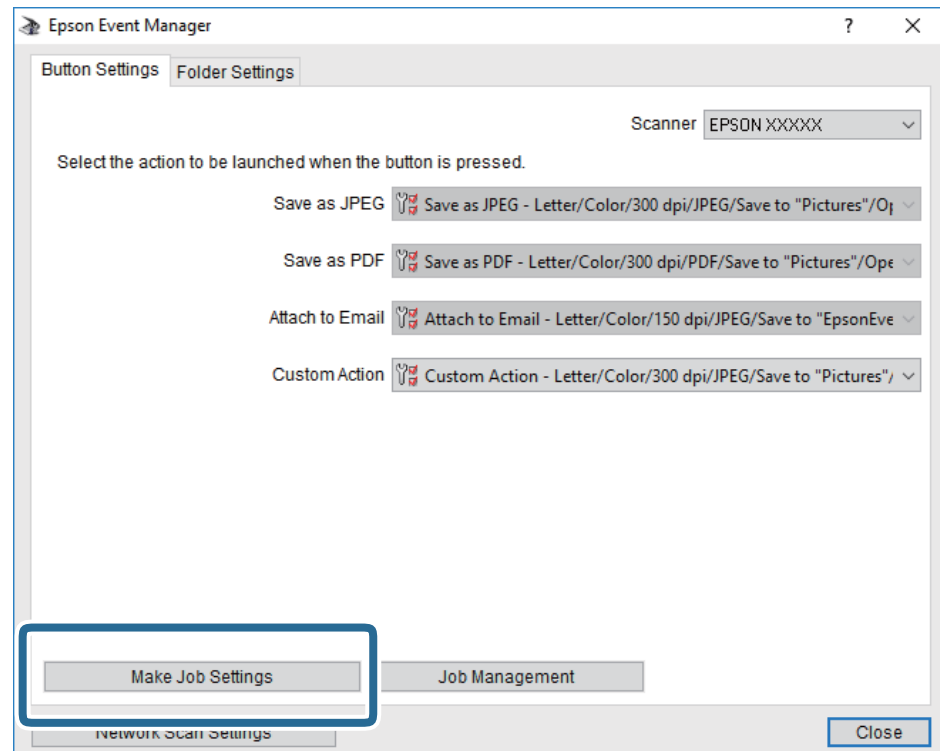 Epson Event Manager
Button Settings Folder Settings
Scanner EPSON XXXXX
Select the action to be launched when the button is pressed.
Save as JPEG Save as JPEG - Letter/Color/300 dpi/JPEG/Save to "Pictures"/Op
Save as PDF Save as PDF - Letter/Color/300 dpi/PDF/Save to "Pictures"/Ope
Attach to Email Attach to Email - Letter/Color/150 dpi/JPEG/Save to "EpsonEve
Custom Action Custom Action - Letter/Color/300 dpi/JPEG/Save to "Pictures"/
Make Job Settings Job Management
Network Scan Settings Close